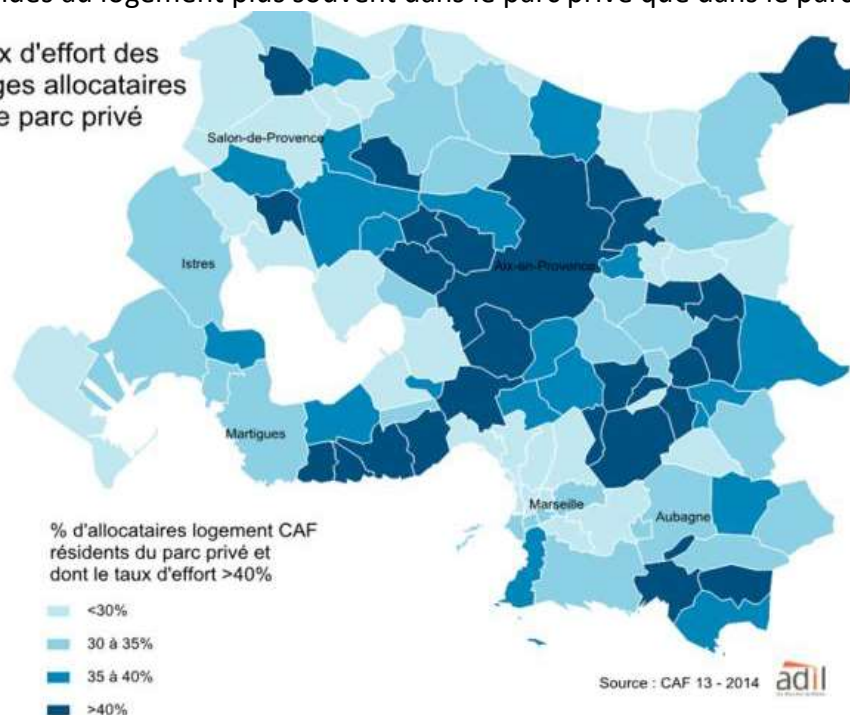 du logement plus souvent dans le parc privé que dans le parc
x d'effort des
ges allocataires
e parc privé
Salon-de-Provence
Istres
Aix-en-Provence
Martigues
Marseille
Aubagne
% d'allocataires logement CAF
résidents du parc privé et
dont le taux d'effort >40%
<30%
30 à 35%
35 à 40%
>40%
Source : CAF 13 - 2014
adil